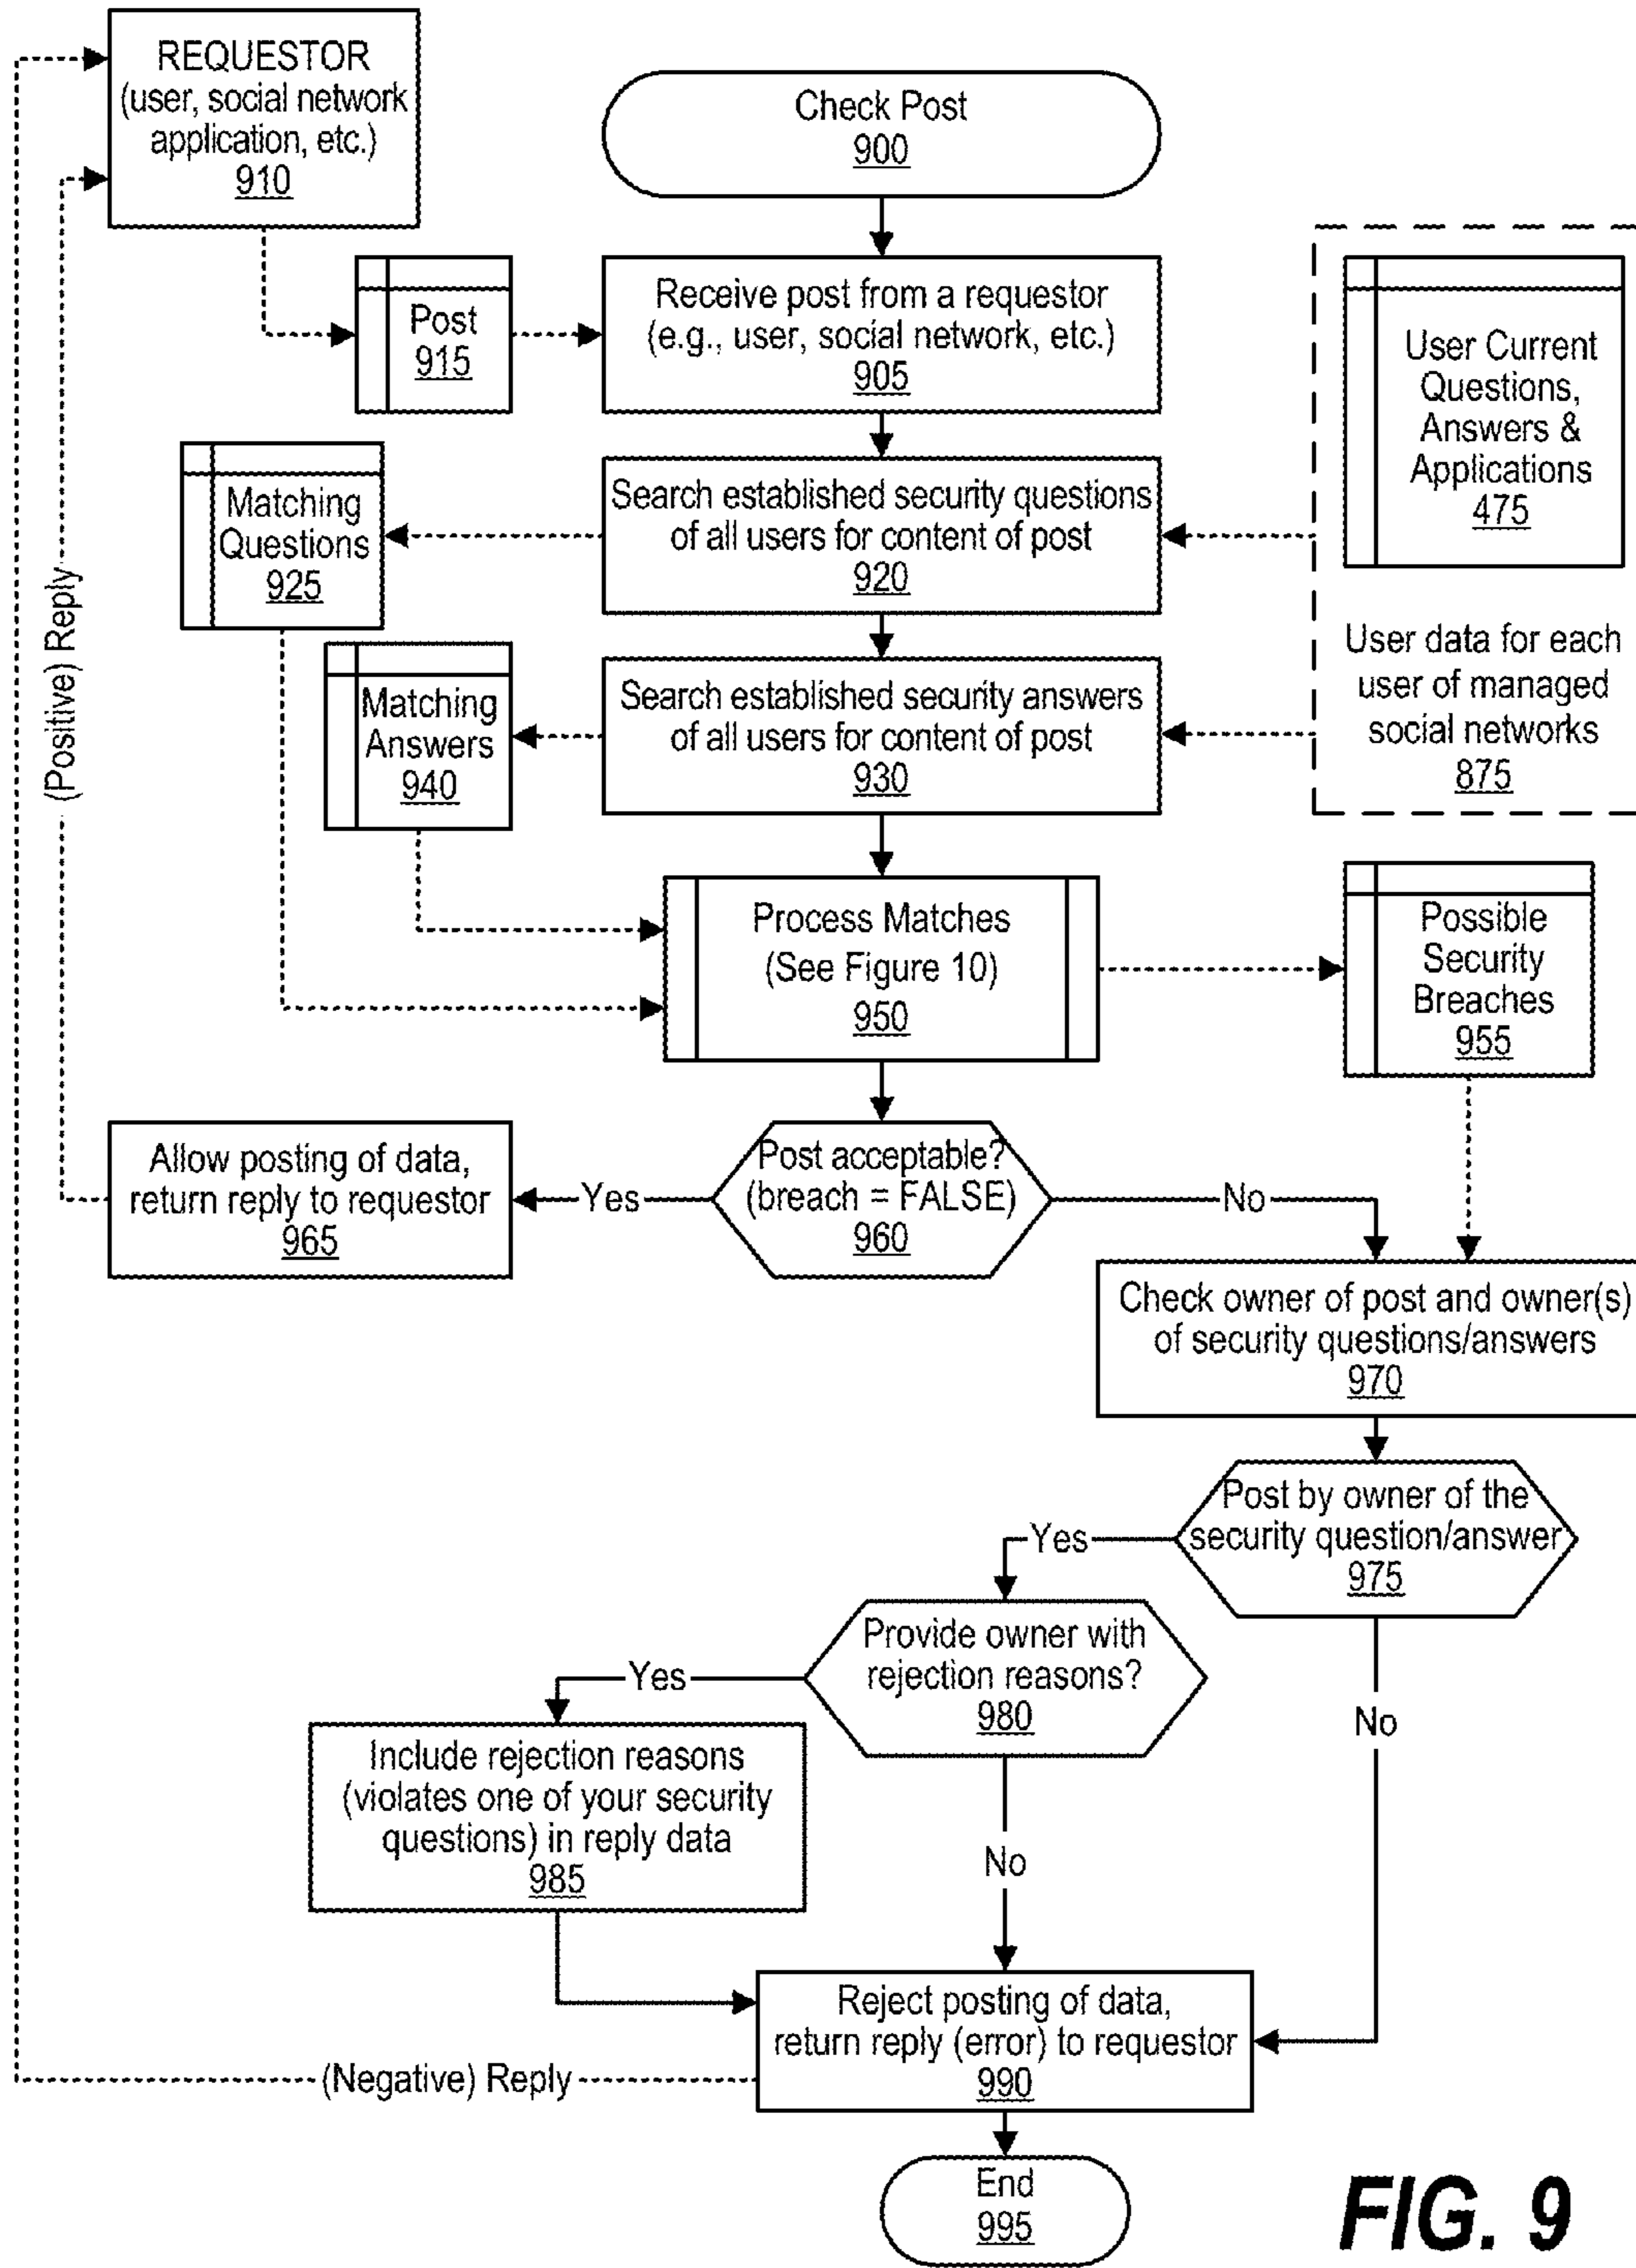 REQUESTOR
(user, social network
application, etc.)
910
Check Post
900
Post
915
Receive post from a requestor
(e.g., user, social network, etc.)
905
User Current
Questions,
Answers &
Applications
475
Matching
Questions
925
Search established security questions
of all users for content of post
920
User data for each
user of managed
social networks
875
Matching
Answers
940
Search established security answers
of all users for content of post
930
(Positive) Reply
Process Matches
(See Figure 10)
950
Possible
Security
Breaches
955
Allow posting of data,
return reply to requestor
965
Yes
Post acceptable?
(breach = FALSE)
960
No
Check owner of post and owner(s)
of security questions/answers
970
Post by owner of the
security question/answer
975
Yes
Provide owner with
rejection reasons?
980
Yes
No
Include rejection reasons
(violates one of your security
questions) in reply data
985
No
Reject posting of data,
return reply (error) to requestor
990
(Negative) Reply
End
995
FIG. 9